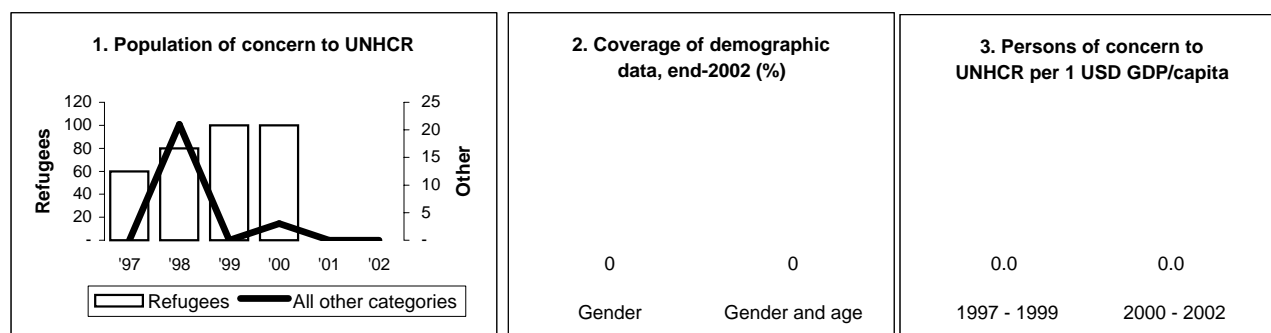 1. Population of concern to UNHCR
120
100
80
60
40
20
-
Refugees
25
20
15
10
5
-
Other
'97 '98 '99 '00 '01 '02
Refugees All other categories
2. Coverage of demographic
data, end-2002 (%)
0 0
Gender Gender and age
3. Persons of concern to
UNHCR per 1 USD GDP/capita
0.0 0.0
1997 - 1999 2000 - 2002